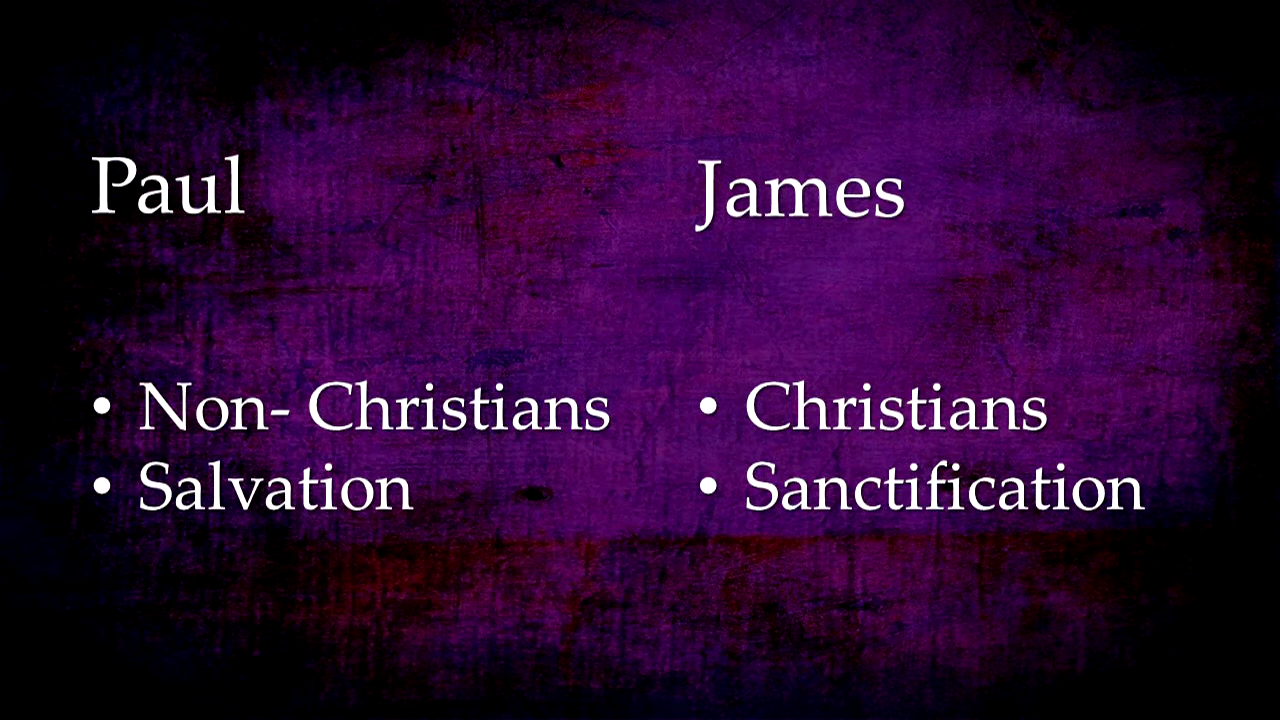 Paul
James
• Non- Christians
• Salvation
• Christians
• Sanctification